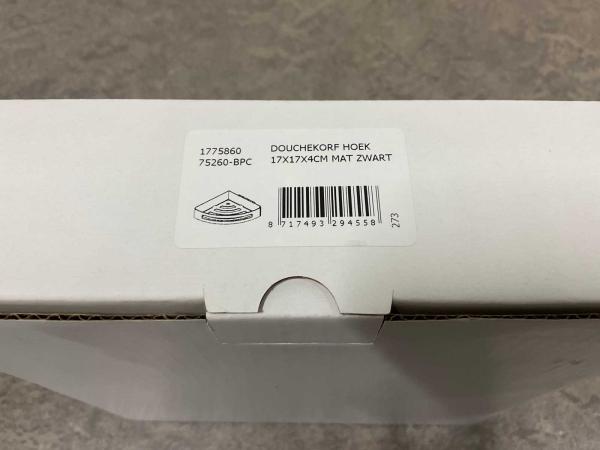 1775860
75260-BPC
DOUCHEKORF HOEK
17X17X4CM MAT ZWART
8 717493 294558
273